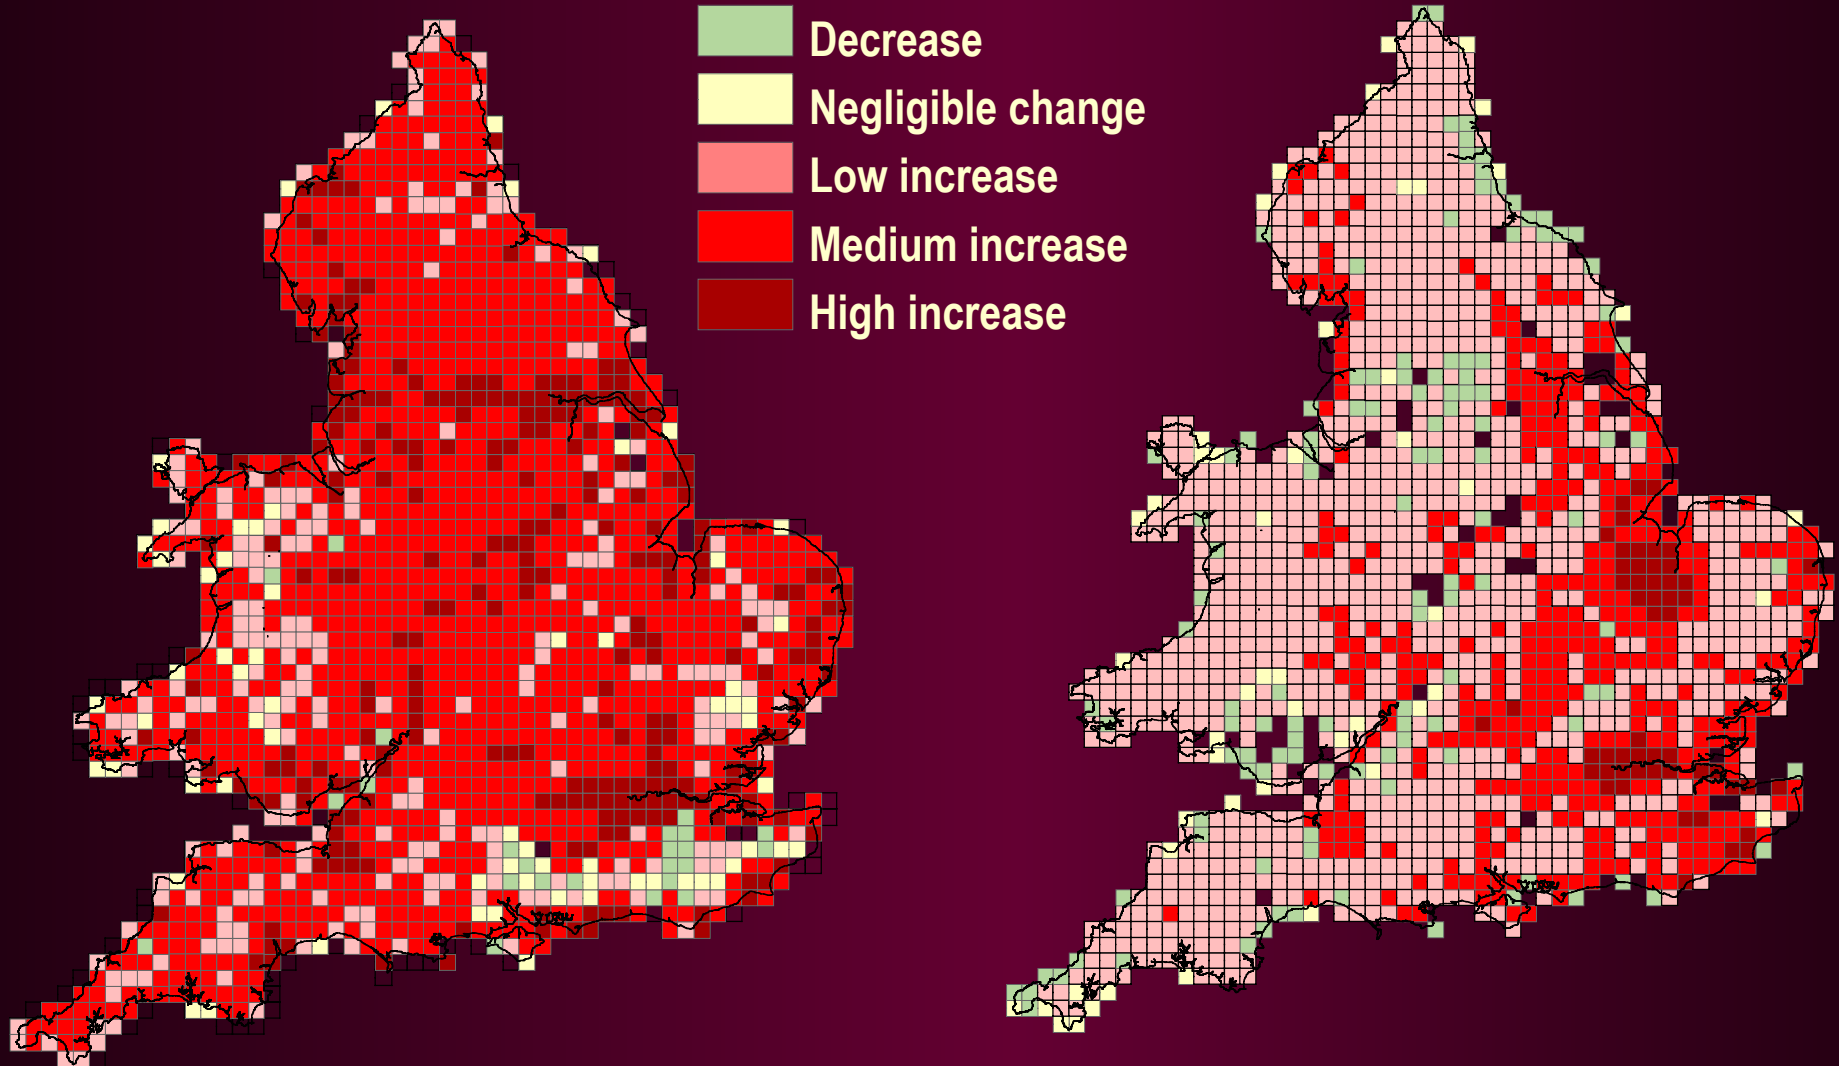 Decrease
Negligible change
Low increase
Medium increase
High increase